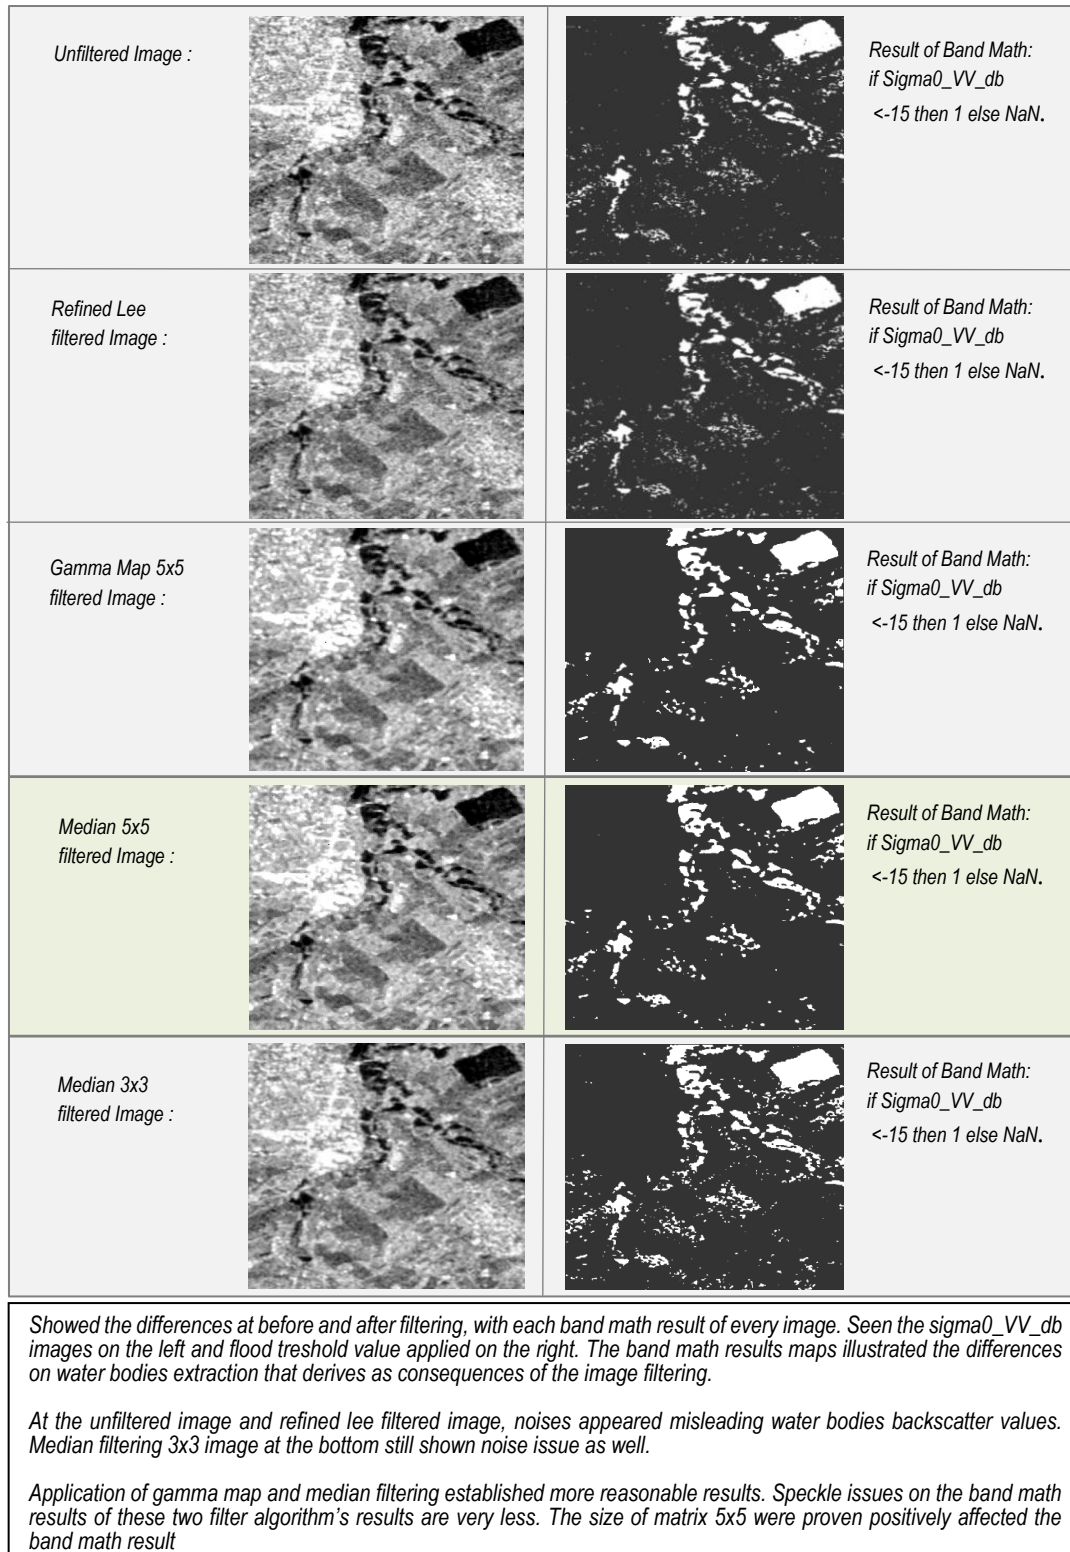 Unfiltered Image :
Result of Band Math:
if Sigma0_VV_db
<-15 then 1 else NaN.
Refined Lee
filtered Image :
Result of Band Math:
if Sigma0_VV_db
<-15 then 1 else NaN.
Gamma Map 5x5
filtered Image :
Result of Band Math:
if Sigma0_VV_db
<-15 then 1 else NaN.
Median 5x5
filtered Image :
Result of Band Math:
if Sigma0_VV_db
<-15 then 1 else NaN.
Median 3x3
filtered Image :
Result of Band Math:
if Sigma0_VV_db
<-15 then 1 else NaN.
Showed the differences at before and after filtering, with each band math result of every image. Seen the sigma0_VV_db
images on the left and flood treshold value applied on the right. The band math results maps illustrated the differences
on water bodies extraction that derives as consequences of the image filtering.
At the unfiltered image and refined lee filtered image, noises appeared misleading water bodies backscatter values.
Median filtering 3x3 image at the bottom still shown noise issue as well.
Application of gamma map and median filtering established more reasonable results. Speckle issues on the band math
results of these two filter algorithm's results are very less. The size of matrix 5x5 were proven positively affected the
band math result